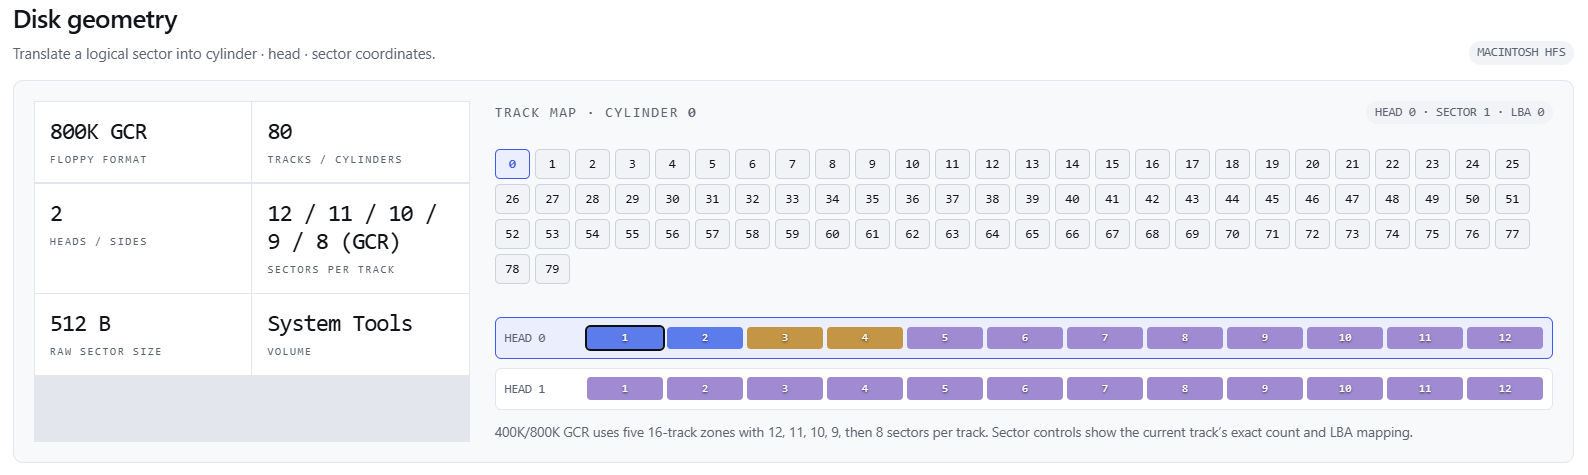 Disk geometry
Translate a logical sector into cylinder · head · sector coordinates.
MACINTOSH HFS
800K GCR
FLOPPY FORMAT
80
TRACKS / CYLINDERS
2
HEADS / SIDES
12 / 11 / 10 /
9 / 8 (GCR)
SECTORS PER TRACK
512 B
RAW SECTOR SIZE
System Tools
VOLUME
TRACK MAP · CYLINDER 0
HEAD 0 · SECTOR 1 · LBA 0
0 1 2 3 4 5 6 7 8 9 10 11 12 13 14 15 16 17 18 19 20 21 22 23 24 25
26 27 28 29 30 31 32 33 34 35 36 37 38 39 40 41 42 43 44 45 46 47 48 49 50 51
52 53 54 55 56 57 58 59 60 61 62 63 64 65 66 67 68 69 70 71 72 73 74 75 76 77
78 79
HEAD 0 1 2 3 4 5 6 7 8 9 10 11 12
HEAD 1 1 2 3 4 5 6 7 8 9 10 11 12
400K/800K GCR uses five 16-track zones with 12, 11, 10, 9, then 8 sectors per track. Sector controls show the current track’s exact count and LBA mapping.